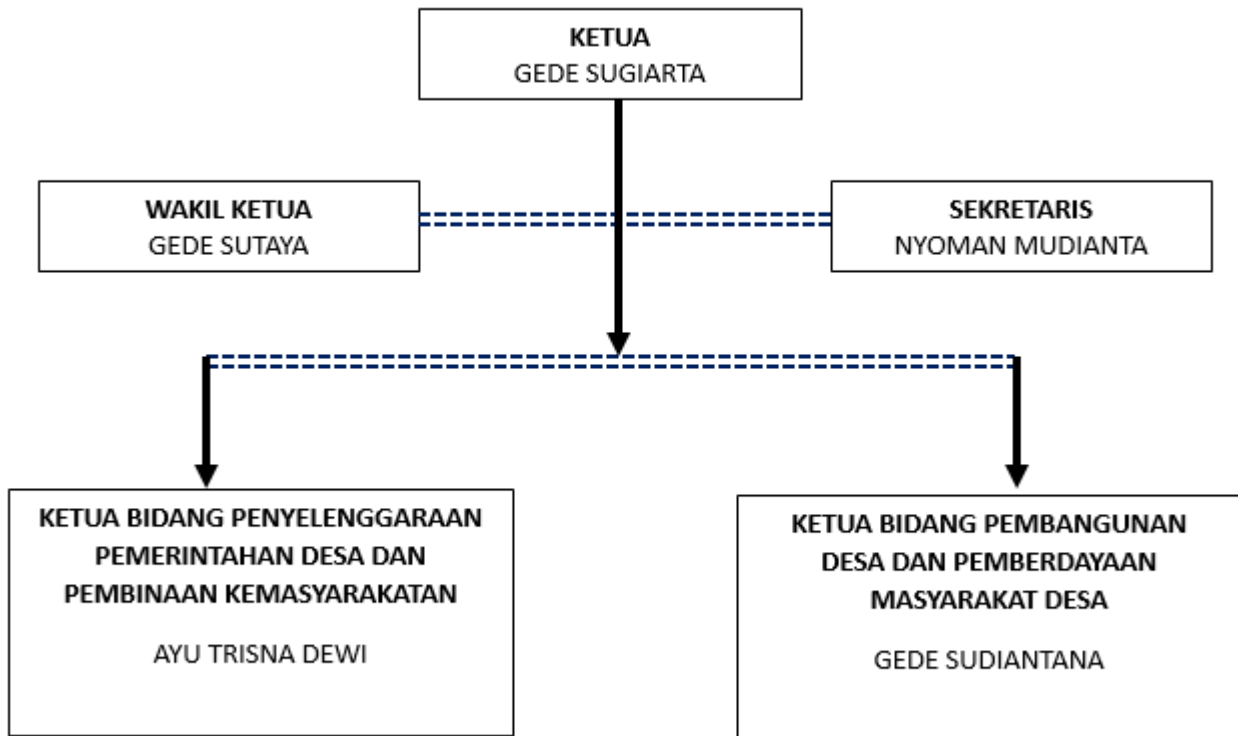 KETUA
GEDE SUGIARTA
WAKIL KETUA
GEDE SUTAYA
SEKRETARIS
NYOMAN MUDIANTA
KETUA BIDANG PENYELENGGARAAN
PEMERINTAHAN DESA DAN
PEMBINAAN KEMASYARAKATAN
AYU TRISNA DEWI
KETUA BIDANG PEMBANGUNAN
DESA DAN PEMBERDAYAAN
MASYARAKAT DESA
GEDE SUDIANTANA